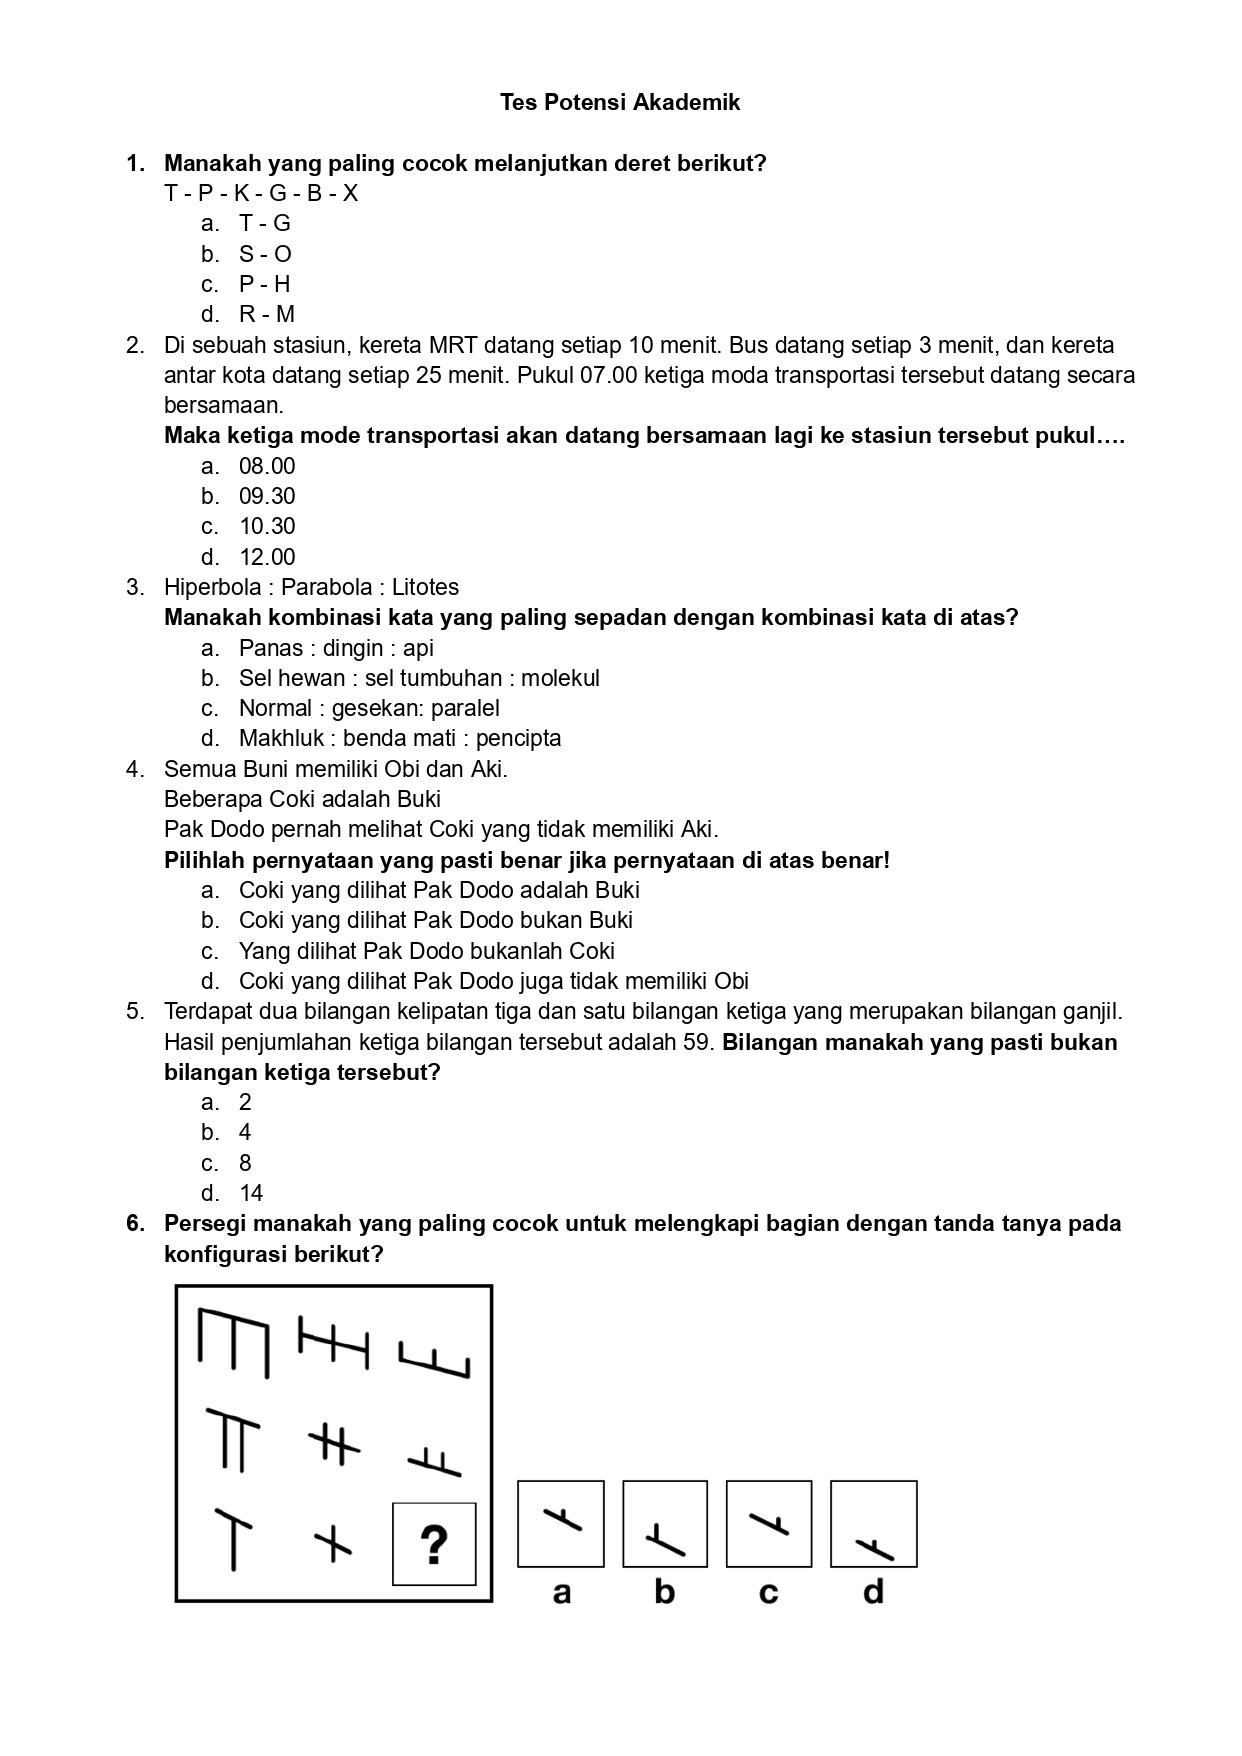 Tes Potensi Akademik
1. Manakah yang paling cocok melanjutkan deret berikut?
T - P - K - G - B - X
a. T - G
b. S - O
c. P - H
d. R - M
2. Di sebuah stasiun, kereta MRT datang setiap 10 menit. Bus datang setiap 3 menit, dan kereta
antar kota datang setiap 25 menit. Pukul 07.00 ketiga moda transportasi tersebut datang secara
bersamaan.
Maka ketiga mode transportasi akan datang bersamaan lagi ke stasiun tersebut pukul....
a. 08.00
b. 09.30
c. 10.30
d. 12.00
3. Hiperbola : Parabola : Litotes
Manakah kombinasi kata yang paling sepadan dengan kombinasi kata di atas?
a. Panas : dingin : api
b. Sel hewan : sel tumbuhan : molekul
c. Normal : gesekan: paralel
d. Makhluk : benda mati : pencipta
4. Semua Buni memiliki Obi dan Aki.
Beberapa Coki adalah Buki
Pak Dodo pernah melihat Coki yang tidak memiliki Aki.
Pilihlah pernyataan yang pasti benar jika pernyataan di atas benar!
a. Coki yang dilihat Pak Dodo adalah Buki
b. Coki yang dilihat Pak Dodo bukan Buki
c. Yang dilihat Pak Dodo bukanlah Coki
d. Coki yang dilihat Pak Dodo juga tidak memiliki Obi
5. Terdapat dua bilangan kelipatan tiga dan satu bilangan ketiga yang merupakan bilangan ganjil.
Hasil penjumlahan ketiga bilangan tersebut adalah 59. Bilangan manakah yang pasti bukan
bilangan ketiga tersebut?
a. 2
b. 4
c. 8
d. 14
6. Persegi manakah yang paling cocok untuk melengkapi bagian dengan tanda tanya pada
konfigurasi berikut?
?
a b c d